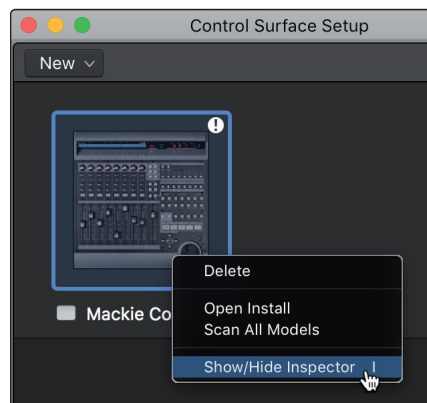 Control Surface Setup
New
!
Delete
Open Install
Scan All Models
Mackie Co
Show/Hide Inspector I